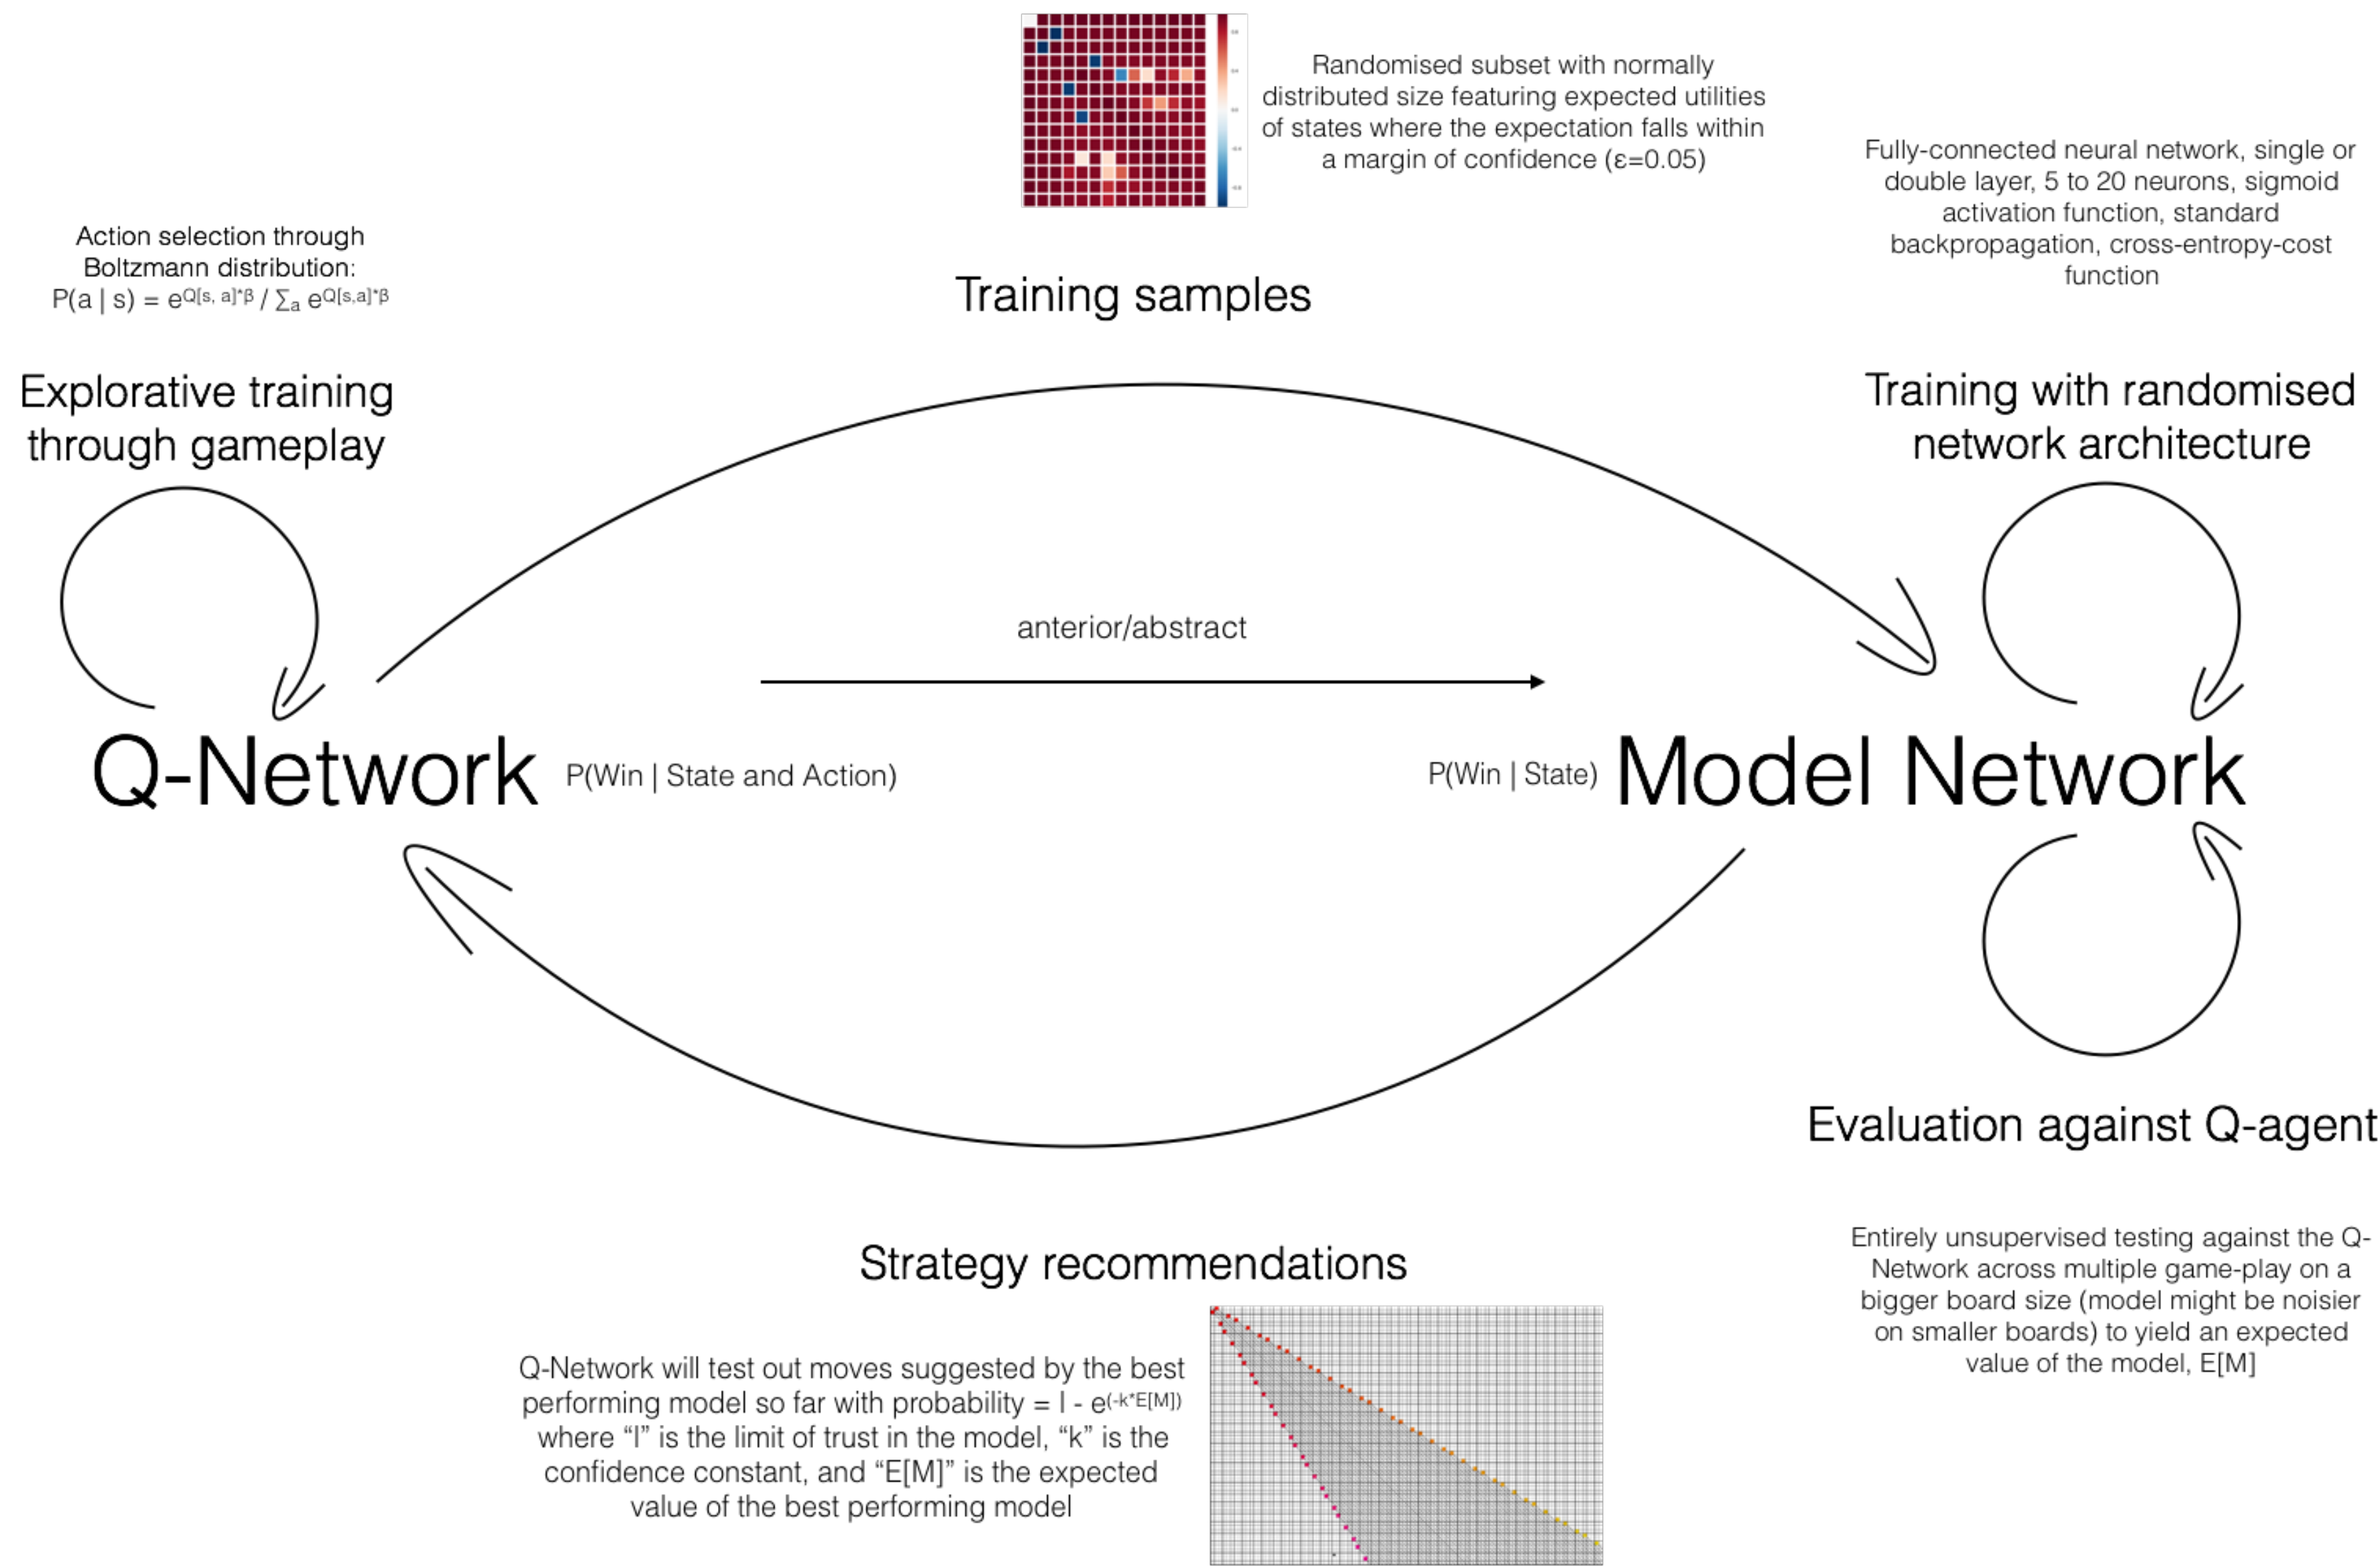 Randomised subset with normally
distributed size featuring expected utilities
of states where the expectation falls within
a margin of confidence (ε=0.05)
Fully-connected neural network, single or
double layer, 5 to 20 neurons, sigmoid
activation function, standard
backpropagation, cross-entropy-cost
function
Action selection through
Boltzmann distribution:
P(a | s) = eQ[s, a]*β / ∑a eQ[s,a]*β
Training samples
Explorative training
through gameplay
Training with randomised
network architecture
anterior/abstract
Q-Network P(Win | State and Action)
P(Win | State) Model Network
Evaluation against Q-agent
Entirely unsupervised testing against the Q-
Network across multiple game-play on a
bigger board size (model might be noisier
on smaller boards) to yield an expected
value of the model, E[M]
Strategy recommendations
Q-Network will test out moves suggested by the best
performing model so far with probability = l - e(-k*E[M])
where “l” is the limit of trust in the model, “k” is the
confidence constant, and “E[M]” is the expected
value of the best performing model